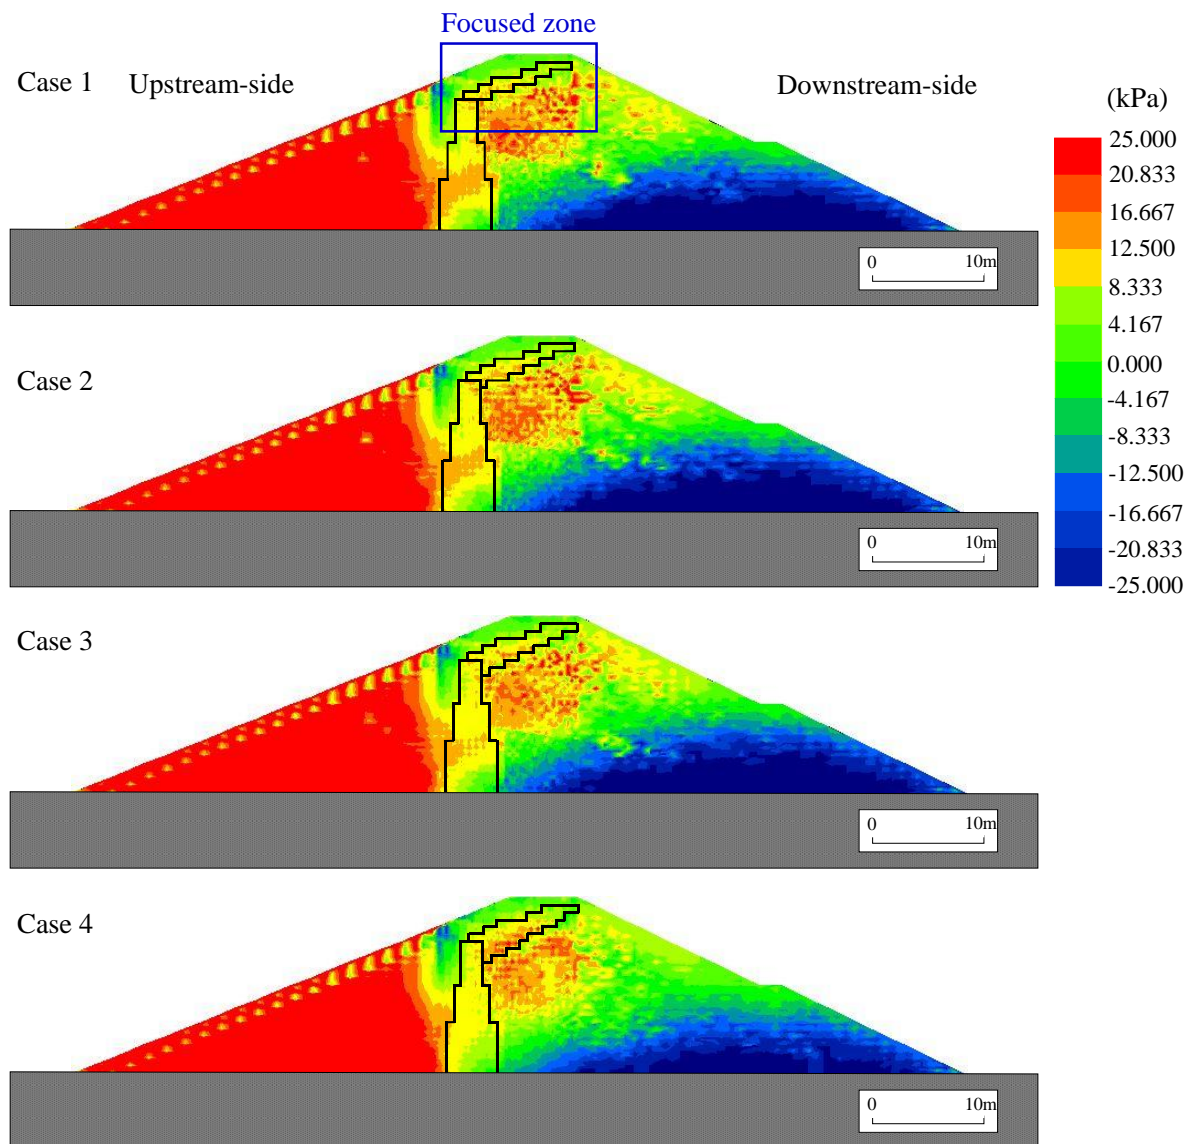 Focused zone
Case 1
Upstream-side
Downstream-side
(kPa)
25.000
20.833
16.667
12.500
8.333
4.167
0.000
-4.167
-8.333
-12.500
-16.667
-20.833
-25.000
0 10m
Case 2
0 10m
Case 3
0 10m
Case 4
0 10m